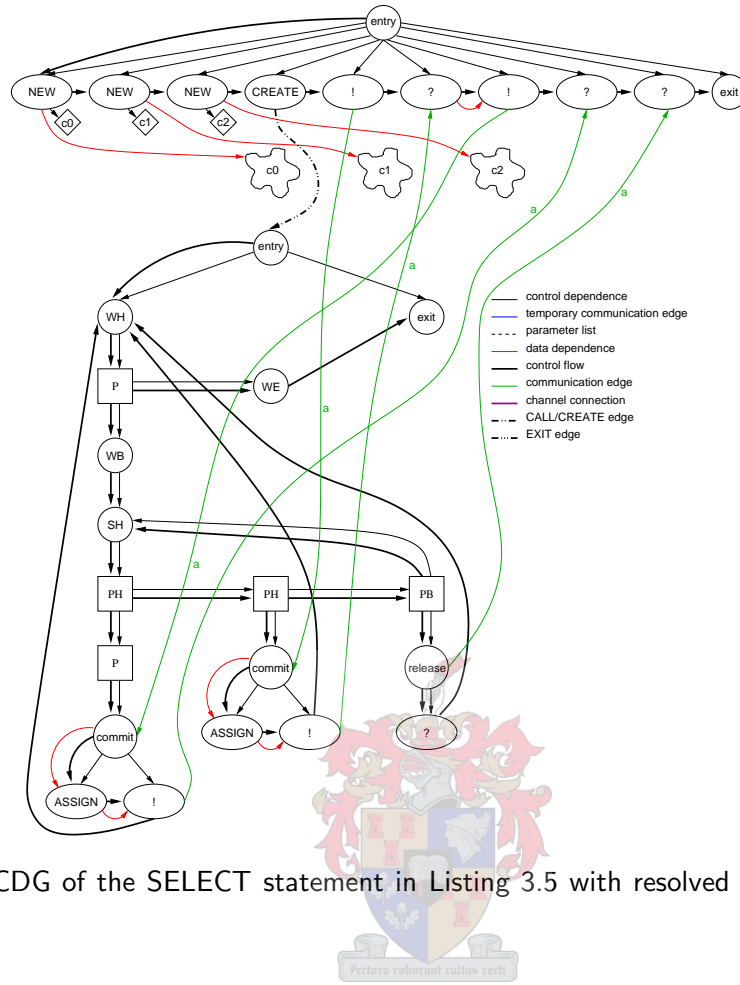 entry
NEW NEW NEW CREATE ! ? ! ? ? exit
c0 c1 c2
c0 c1 c2
a a
entry
a
WH exit
control dependence
temporary communication edge
parameter list
data dependence
control flow
communication edge
channel connection
CALL/CREATE edge
EXIT edge
P WE
a
WB
SH
a
PH PH PB
P commit release
ASSIGN ! ?
commit
ASSIGN !
CDG of the SELECT statement in Listing 3.5 with resolved
Pectora roborant cultus recti